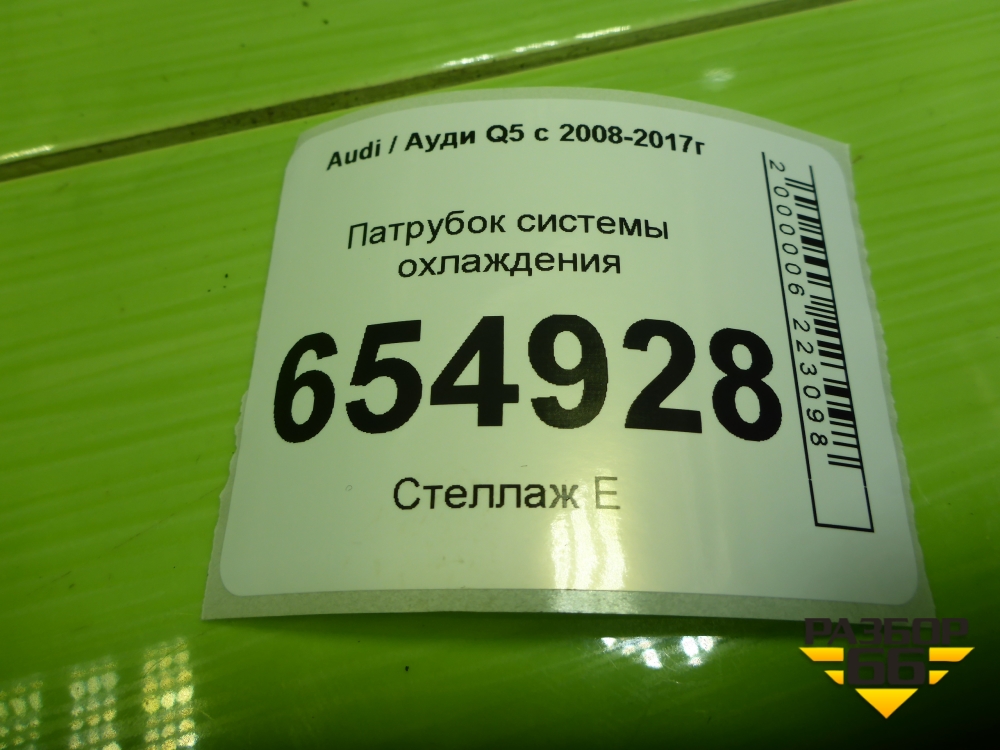 Audi / Ауди Q5 с 2008-2017г
Патрубок системы
охлаждения
654928
Стеллаж Е
2000006223098
РАЗБОР
66